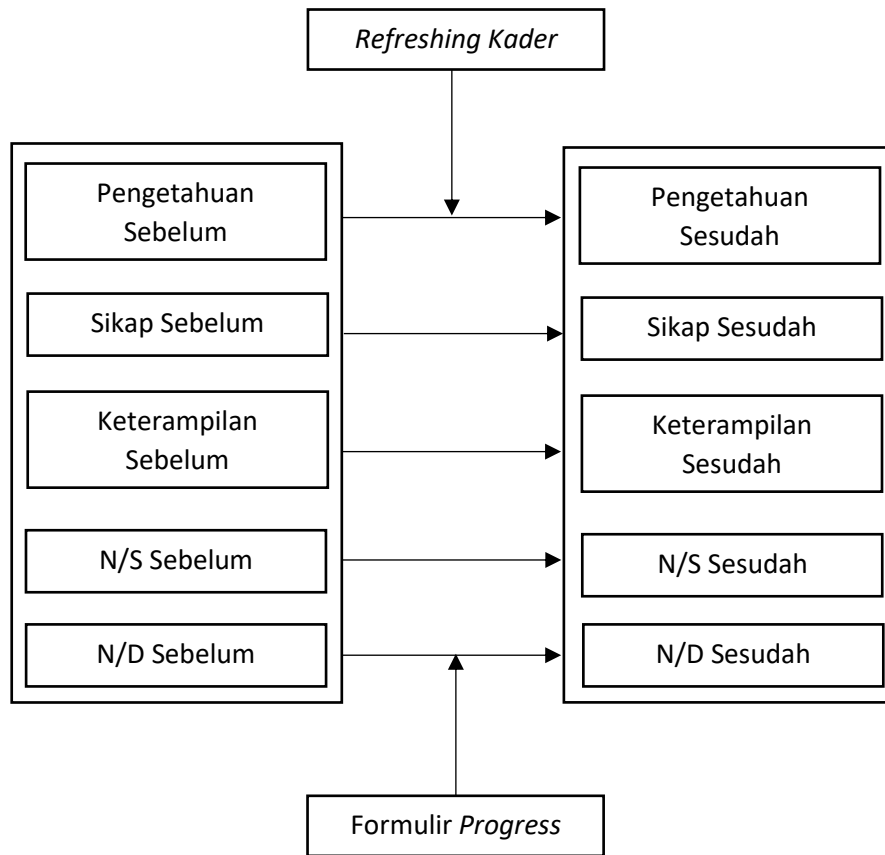 Refreshing Kader
Pengetahuan
Sebelum
Pengetahuan
Sesudah
Sikap Sebelum
Sikap Sesudah
Keterampilan
Sebelum
Keterampilan
Sesudah
N/S Sebelum
N/S Sesudah
N/D Sebelum
N/D Sesudah
Formulir Progress